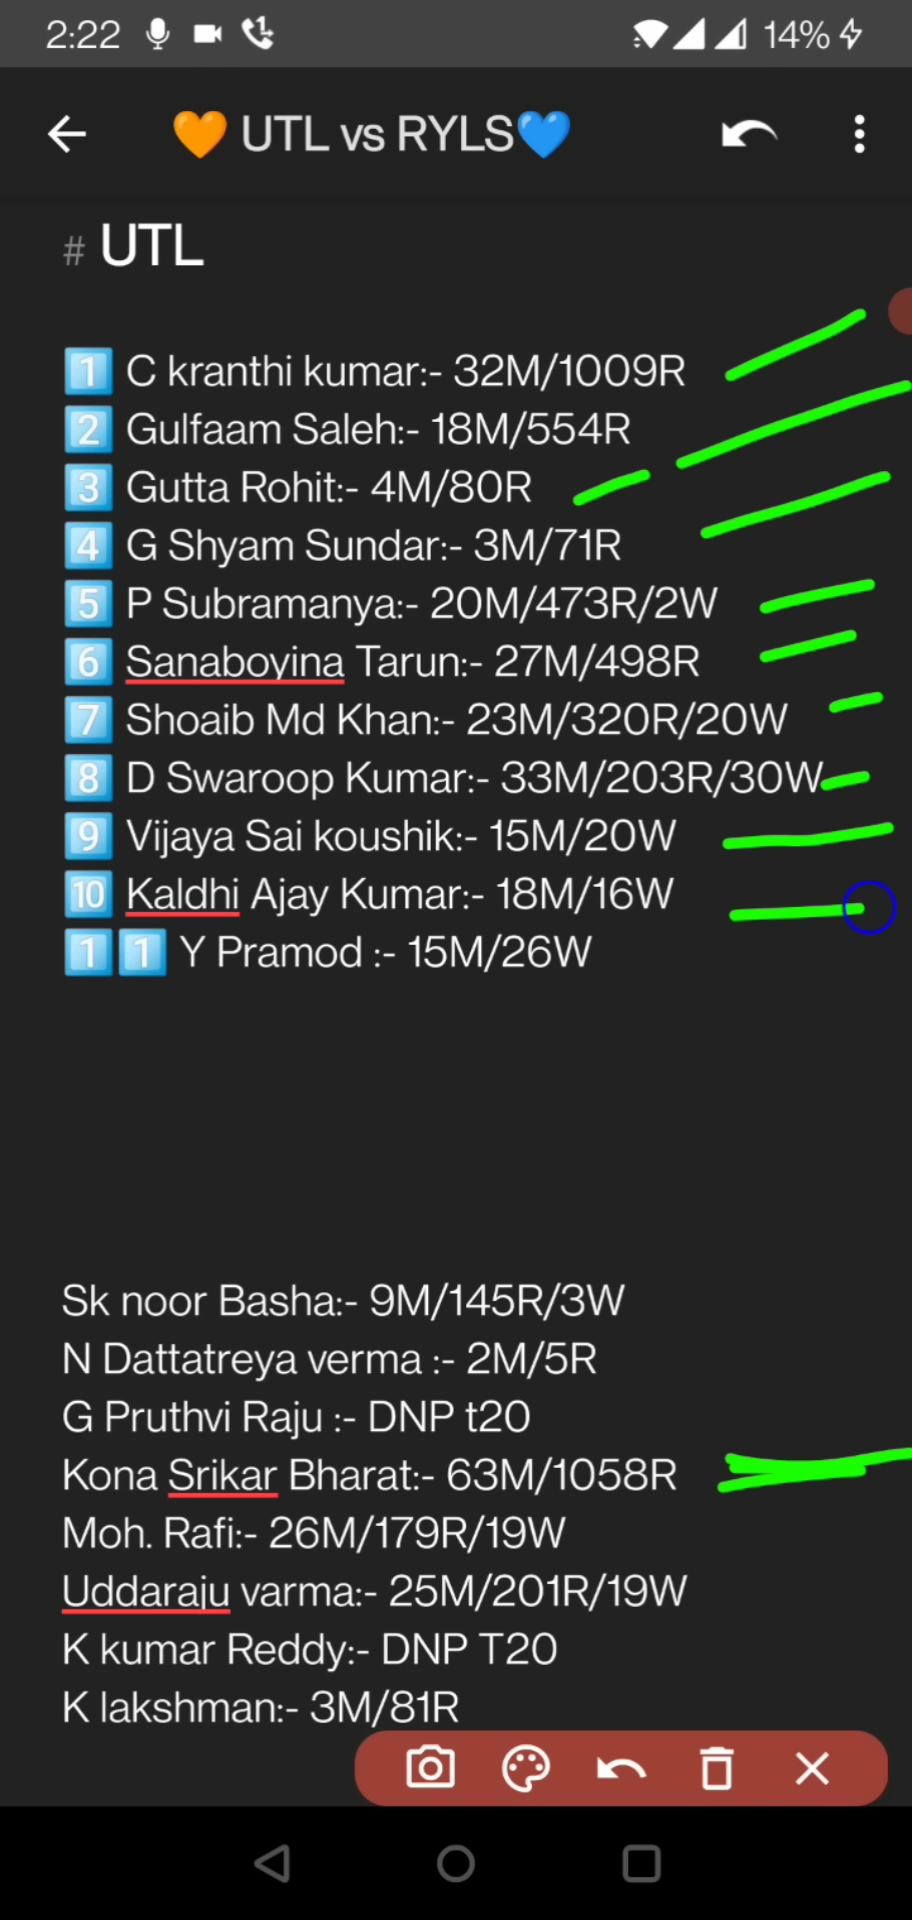 2:22 14%
🧡 UTL vs RYLS💙
# UTL
1️⃣ C kranthi kumar:- 32M/1009R
2️⃣ Gulfaam Saleh:- 18M/554R
3️⃣ Gutta Rohit:- 4M/80R
4️⃣ G Shyam Sundar:- 3M/71R
5️⃣ P Subramanya:- 20M/473R/2W
6️⃣ Sanaboyina Tarun:- 27M/498R
7️⃣ Shoaib Md Khan:- 23M/320R/20W
8️⃣ D Swaroop Kumar:- 33M/203R/30W
9️⃣ Vijaya Sai koushik:- 15M/20W
🔟 Kaldhi Ajay Kumar:- 18M/16W
1️⃣1️⃣ Y Pramod :- 15M/26W
Sk noor Basha:- 9M/145R/3W
N Dattatreya verma :- 2M/5R
G Pruthvi Raju :- DNP t20
Kona Srikar Bharat:- 63M/1058R
Moh. Rafi:- 26M/179R/19W
Uddaraju varma:- 25M/201R/19W
K kumar Reddy:- DNP T20
K lakshman:- 3M/81R